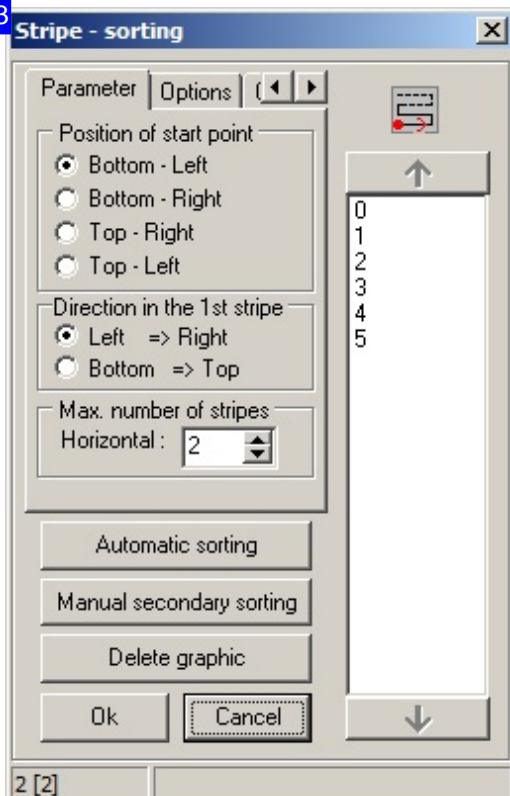 3
Stripe - sorting
Parameter Options
Position of start point
Bottom - Left
Bottom - Right
Top - Right
Top - Left
Direction in the 1st stripe
Left => Right
Bottom => Top
Max. number of stripes
Horizontal : 2
Automatic sorting
Manual secondary sorting
Delete graphic
Ok Cancel
0
1
2
3
4
5
2 [2]